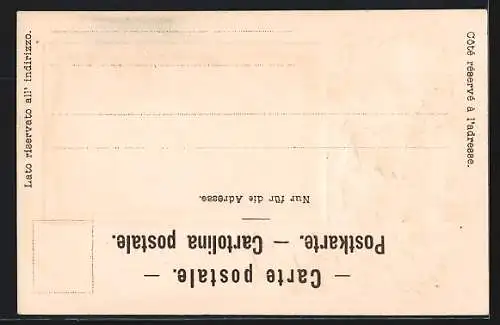 — Carte postale. —
Postkarte. — Cartolina postale.
Nur für die Adresse.
Côté réservé à l'adresse.
Lato riservato all' indirizzo.